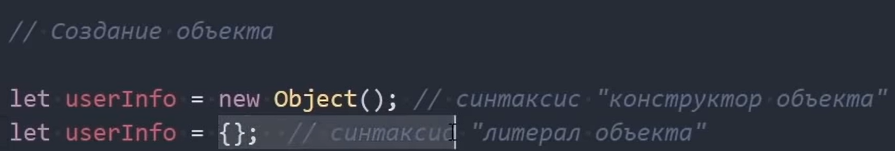 // Создание объекта
let userInfo = new Object(); // синтаксис "конструктор объекта"
let userInfo = {}; // синтаксис "литерал объекта"